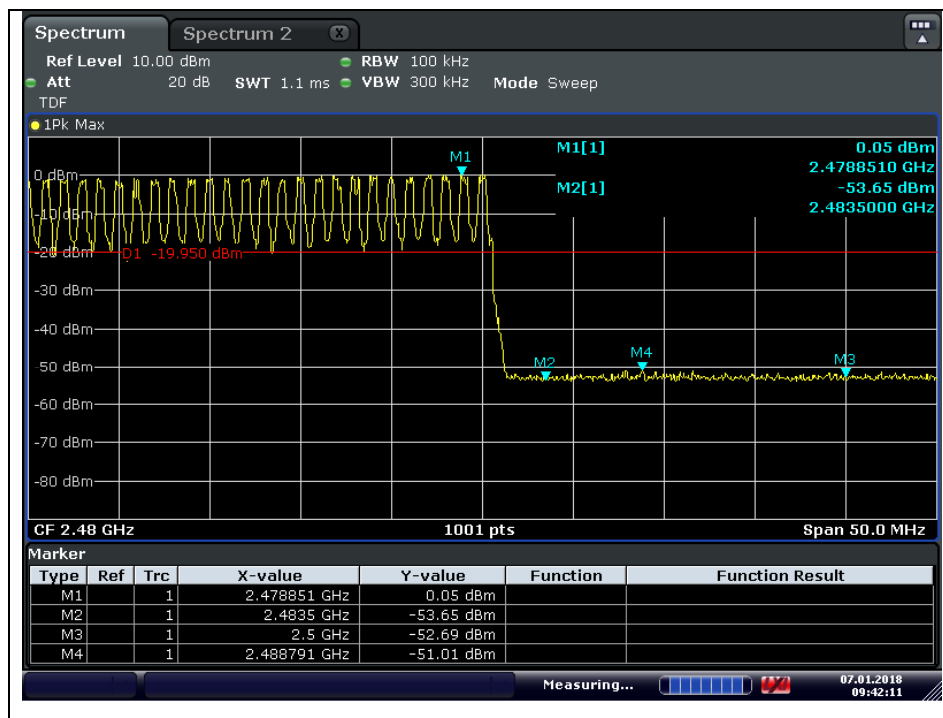 Spectrum Spectrum 2 X
Ref Level 10.00 dBm RBW 100 kHz
Att 20 dB SWT 1.1 ms VBW 300 kHz Mode Sweep
TDF
1Pk Max
M1[1] 0.05 dBm
2.4788510 GHz
M2[1] -53.65 dBm
2.4835000 GHz
M1
0 dBm
-10 dBm
-20 dBm
D1 -19.950 dBm
-30 dBm
-40 dBm
-50 dBm
M2 M4 M3
-60 dBm
-70 dBm
-80 dBm
CF 2.48 GHz 1001 pts Span 50.0 MHz
Marker
Type Ref Trc X-value Y-value Function Function Result
M1 1 2.478851 GHz 0.05 dBm
M2 1 2.4835 GHz -53.65 dBm
M3 1 2.5 GHz -52.69 dBm
M4 1 2.488791 GHz -51.01 dBm
Measuring... 07.01.2018
09:42:11